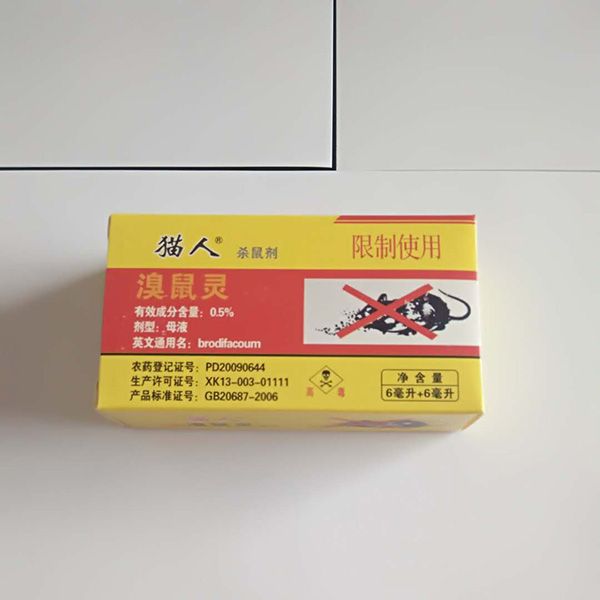 猫人®
杀鼠剂
限制使用
溴鼠灵
有效成分含量：0.5%
剂型：母液
英文通用名：brodifacoum
农药登记证号：PD20090644
生产许可证号：XK13-003-01111
产品标准证号：GB20687-2006
高毒
净含量
6毫升+6毫升